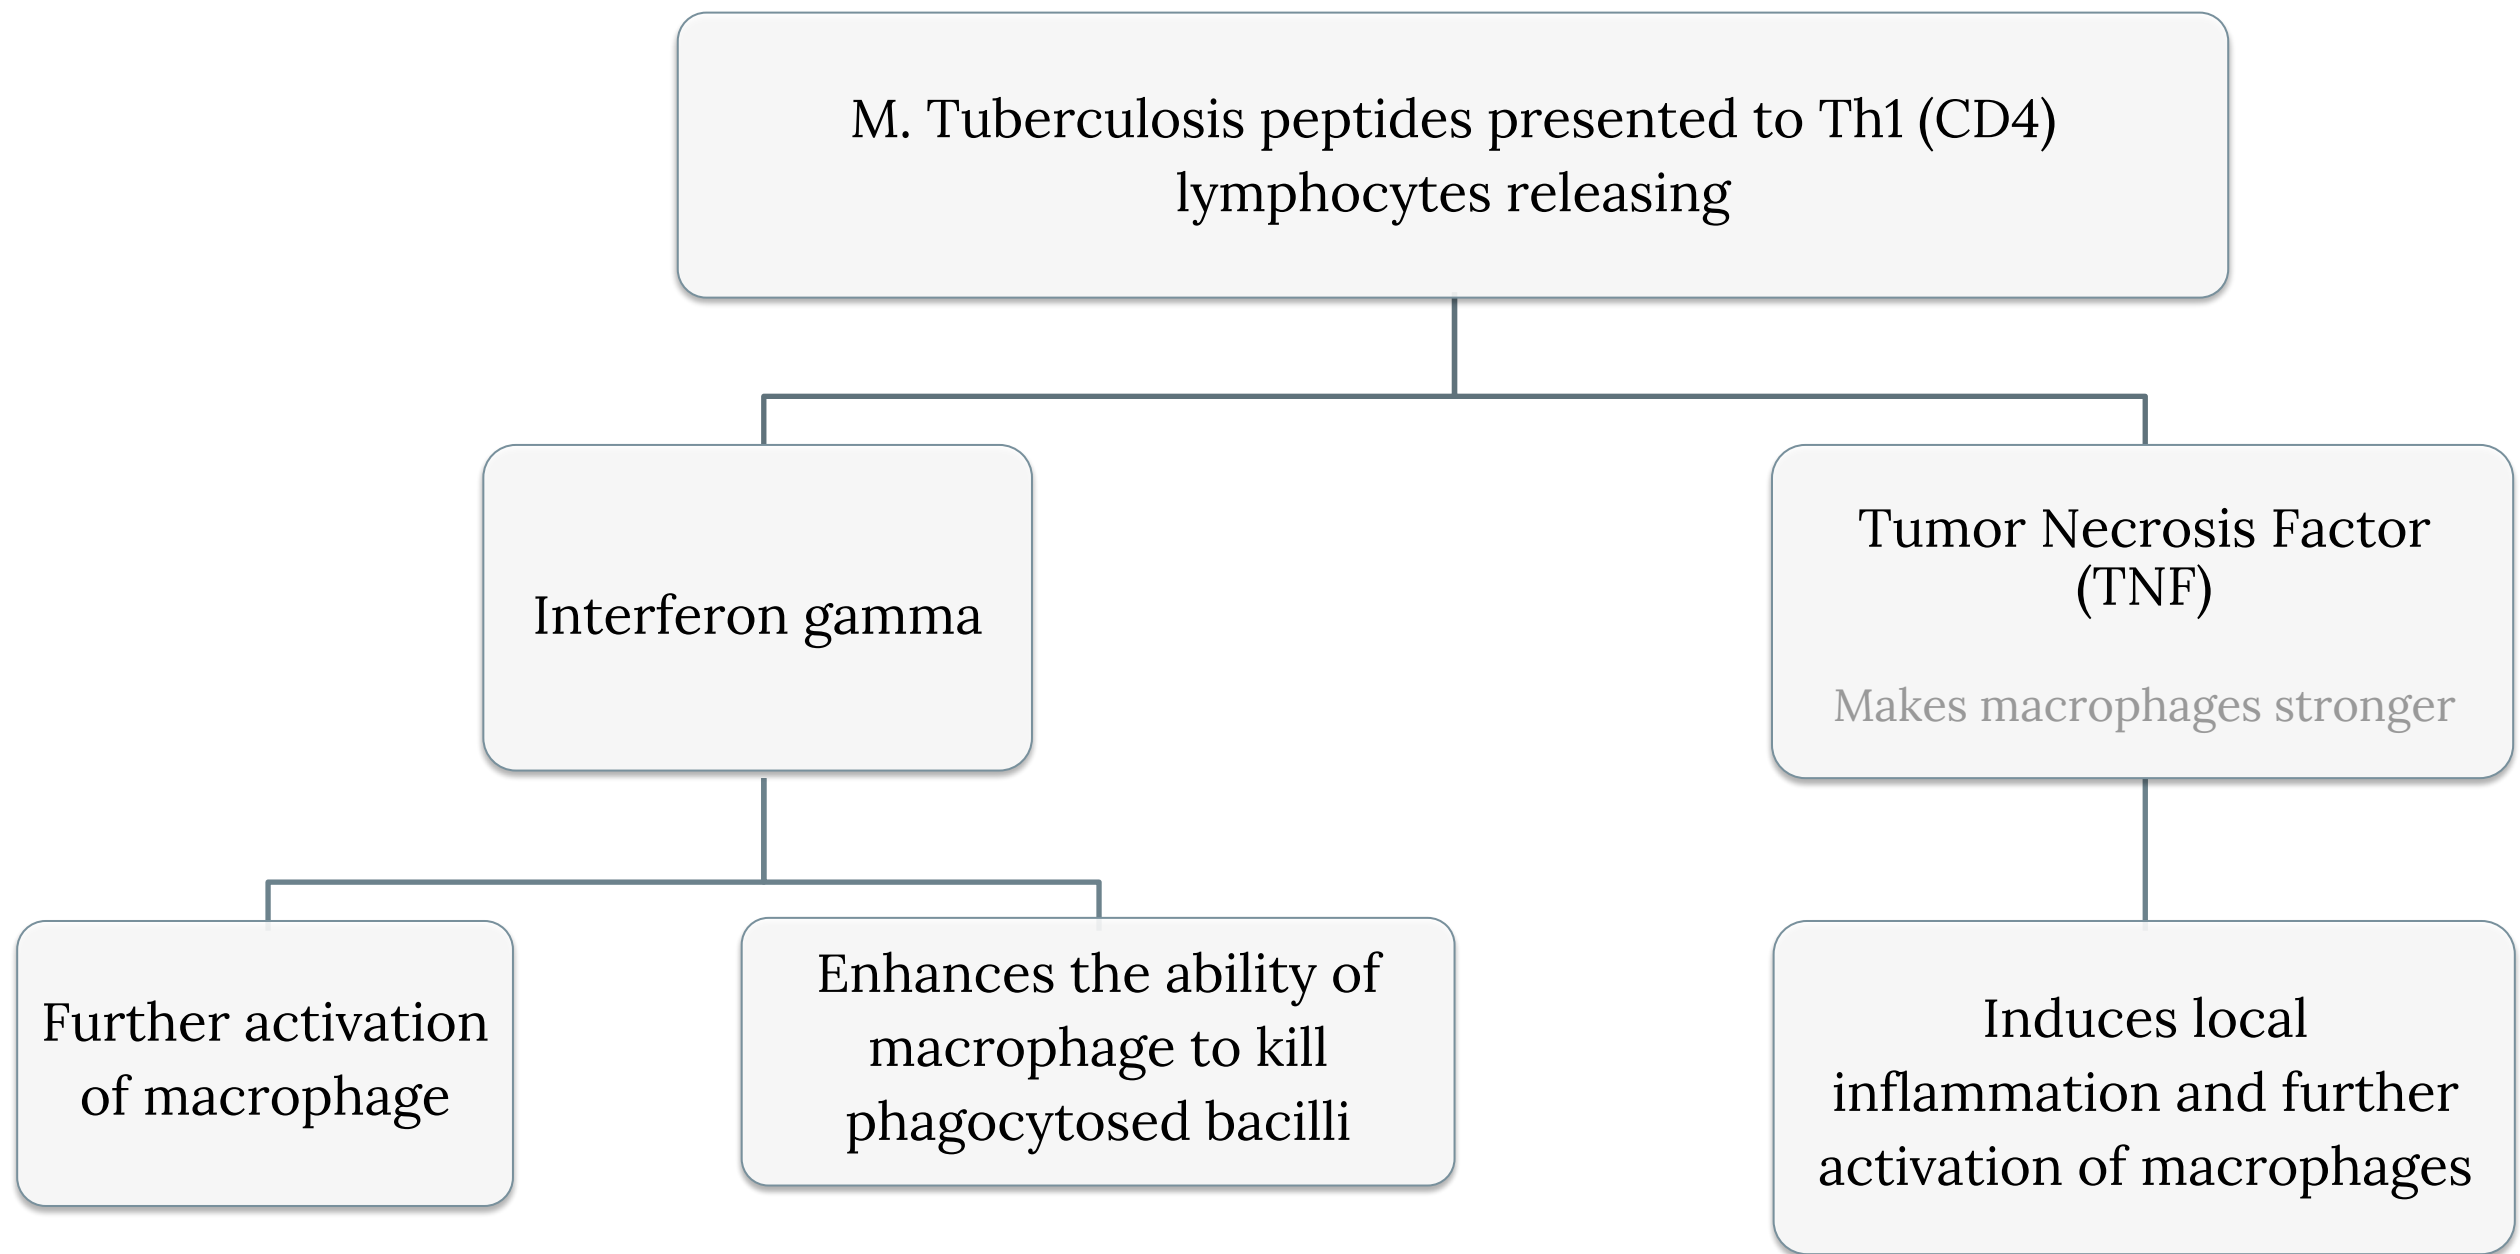 M. Tuberculosis peptides presented to Th1 (CD4)
lymphocytes releasing
Interferon gamma
Tumor Necrosis Factor
(TNF)
Makes macrophages stronger
Further activation
of macrophage
Enhances the ability of
macrophage to kill
phagocytosed bacilli
Induces local
inflammation and further
activation of macrophages